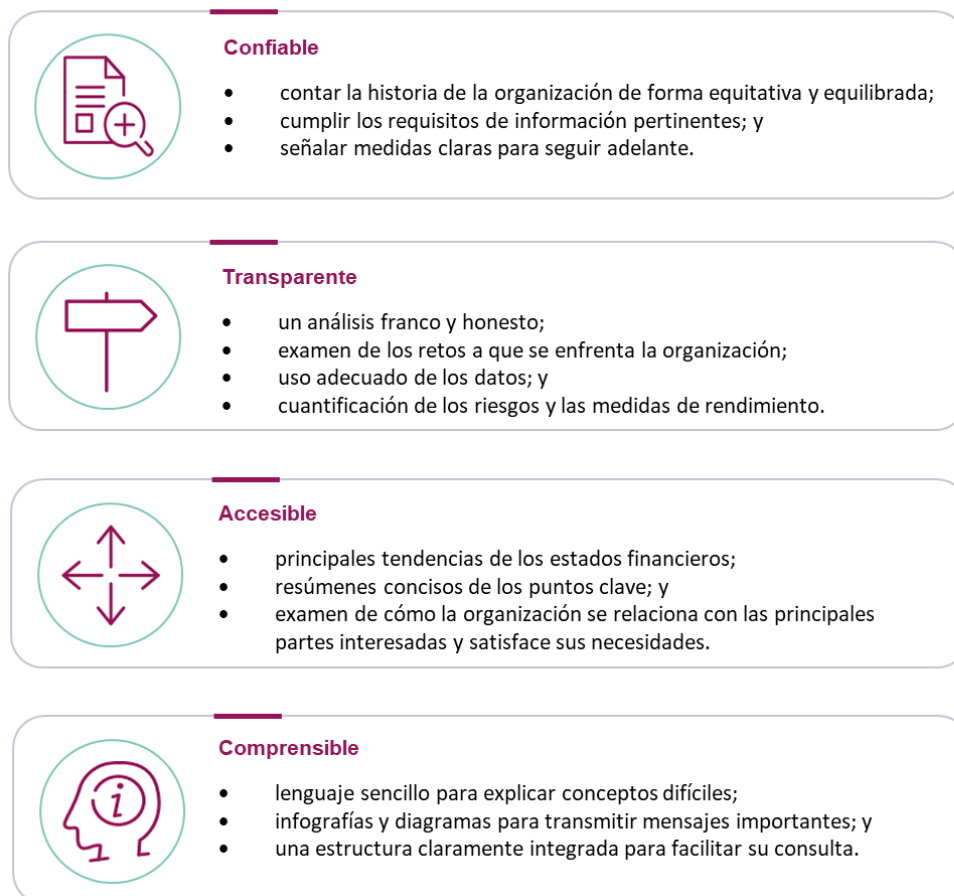 Confiable
• contar la historia de la organización de forma equitativa y equilibrada;
• cumplir los requisitos de información pertinentes; y
• señalar medidas claras para seguir adelante.
Transparente
• un análisis franco y honesto;
• examen de los retos a que se enfrenta la organización;
• uso adecuado de los datos; y
• cuantificación de los riesgos y las medidas de rendimiento.
Accesible
• principales tendencias de los estados financieros;
• resúmenes concisos de los puntos clave; y
• examen de cómo la organización se relaciona con las principales
partes interesadas y satisface sus necesidades.
Comprensible
• lenguaje sencillo para explicar conceptos difíciles;
• infografías y diagramas para transmitir mensajes importantes; y
• una estructura claramente integrada para facilitar su consulta.
i